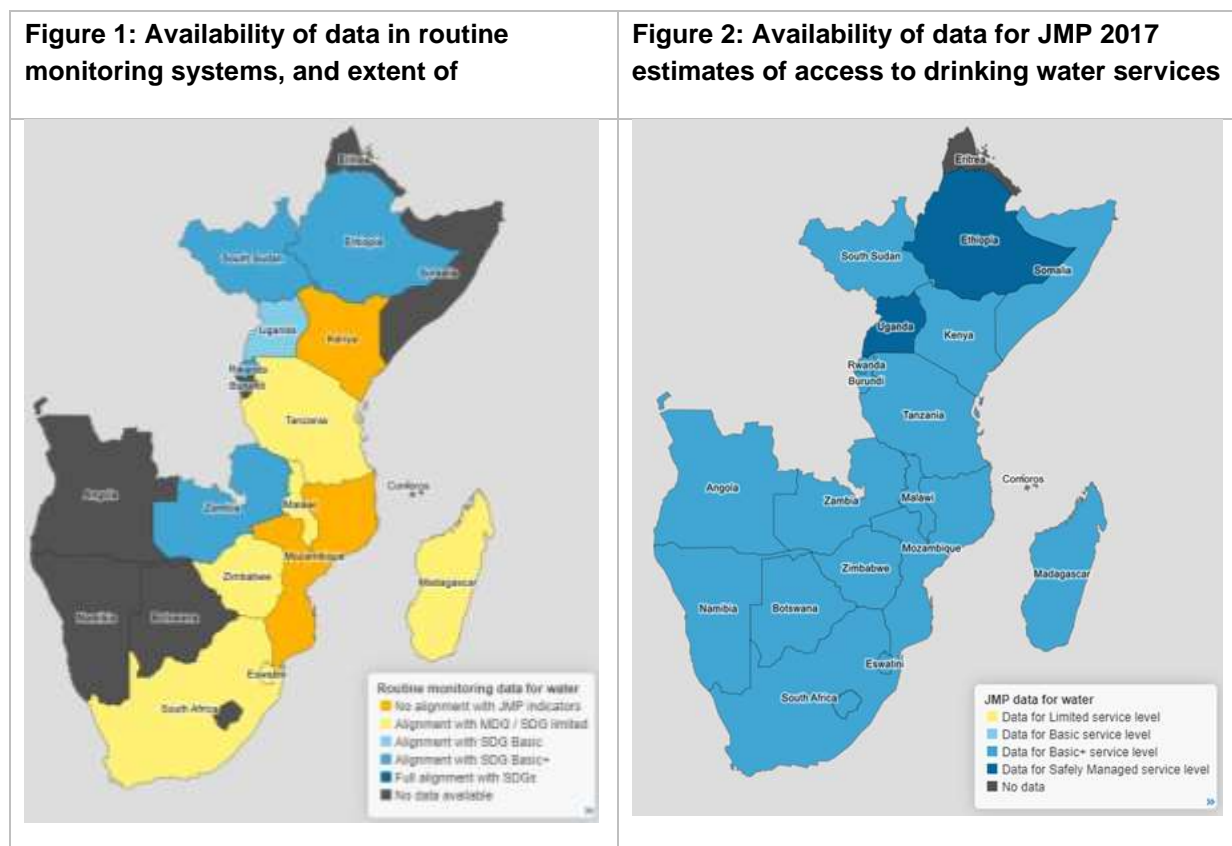 Figure 1: Availability of data in routine
monitoring systems, and extent of
Figure 2: Availability of data for JMP 2017
estimates of access to drinking water services
Eritrea
South Sudan
Ethiopia
Somalia
Uganda
Kenya
Rwanda
Burundi
Tanzania
Comoros
Angola
Zambia
Malawi
Mozambique
Zimbabwe
Madagascar
Namibia
Botswana
Eswatini
South Africa
Routine monitoring data for water
No alignment with JMP indicators
Alignment with MDG / SDG limited
Alignment with SDG Basic
Alignment with SDG Basic+
Full alignment with SDGs
No data available
»
Eritrea
Ethiopia
South Sudan
Somalia
Uganda
Kenya
Rwanda
Burundi
Tanzania
Comoros
Angola
Zambia
Malawi
Mozambique
Zimbabwe
Madagascar
Namibia
Botswana
Eswatini
South Africa
JMP data for water
Data for Limited service level
Data for Basic service level
Data for Basic+ service level
Data for Safely Managed service level
No data
»